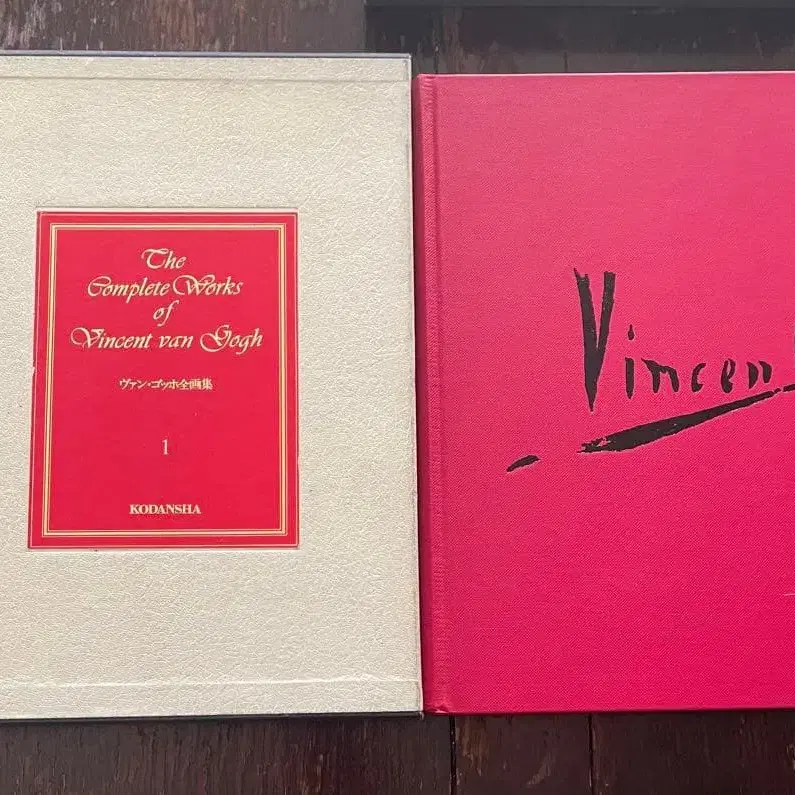 The
Complete Works
of
Vincent van Gogh
ヴァン・ゴッホ全画集
1
KODANSHA
Vincen